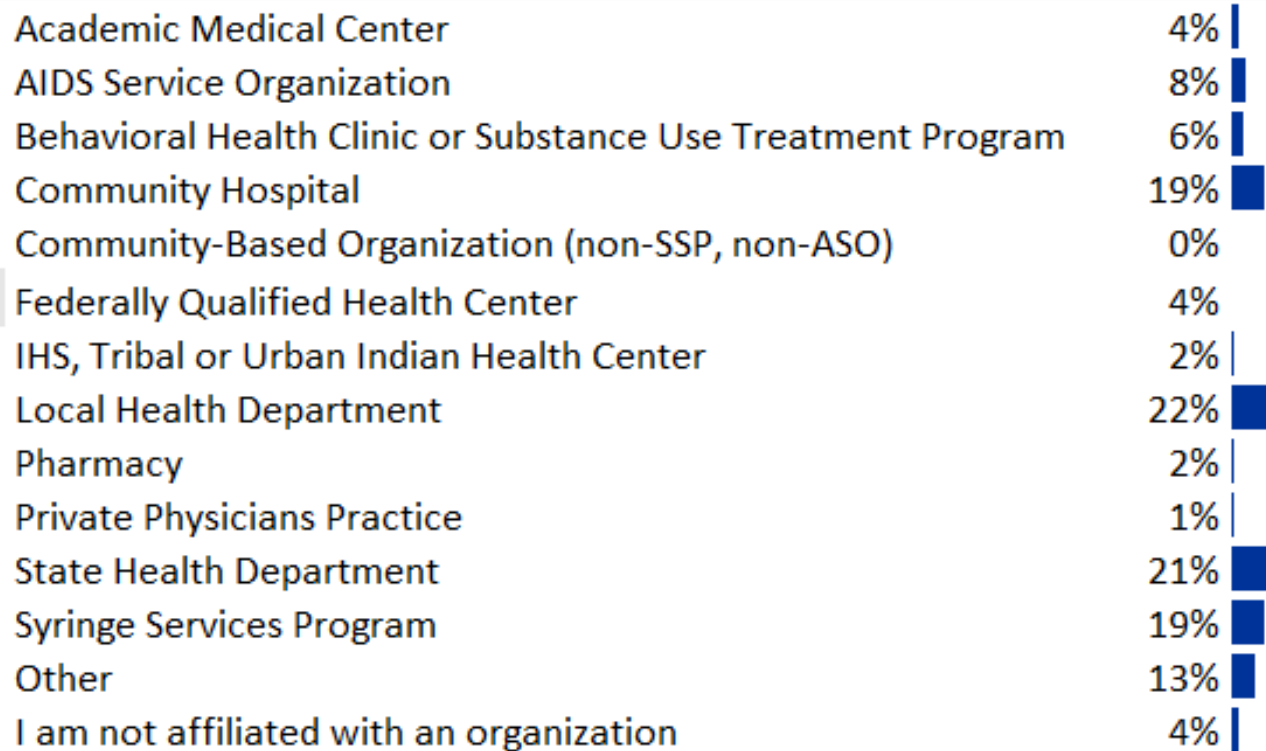 Academic Medical Center 4%
AIDS Service Organization 8%
Behavioral Health Clinic or Substance Use Treatment Program 6%
Community Hospital 19%
Community-Based Organization (non-SSP, non-ASO) 0%
Federally Qualified Health Center 4%
IHS, Tribal or Urban Indian Health Center 2%
Local Health Department 22%
Pharmacy 2%
Private Physicians Practice 1%
State Health Department 21%
Syringe Services Program 19%
Other 13%
I am not affiliated with an organization 4%